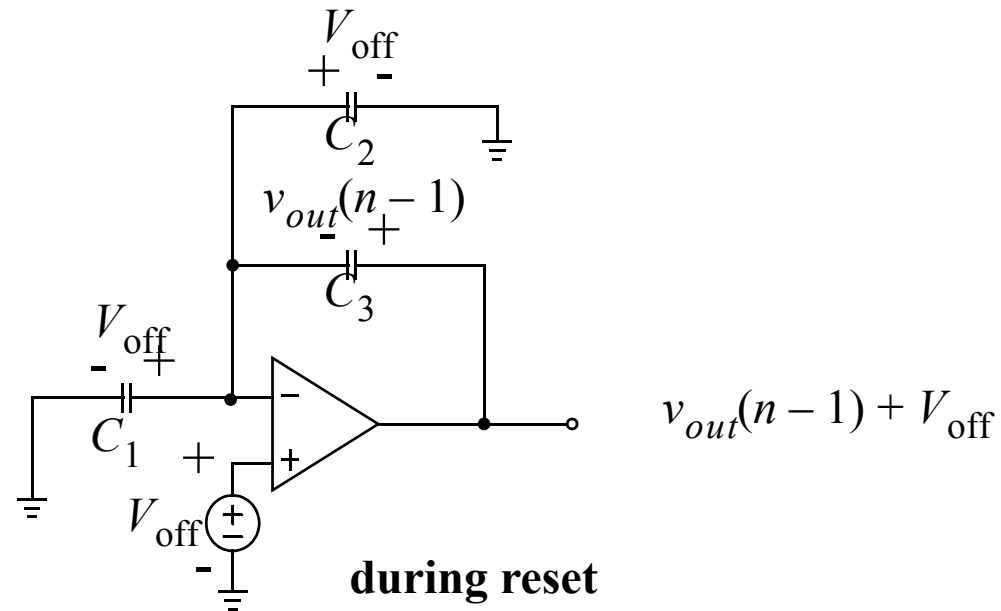 V_off
+ -
C_2
v_out(n – 1)
- +
C_3
V_off
- +
C_1
−
+
v_out(n – 1) + V_off
+
V_off
+
−
-
during reset